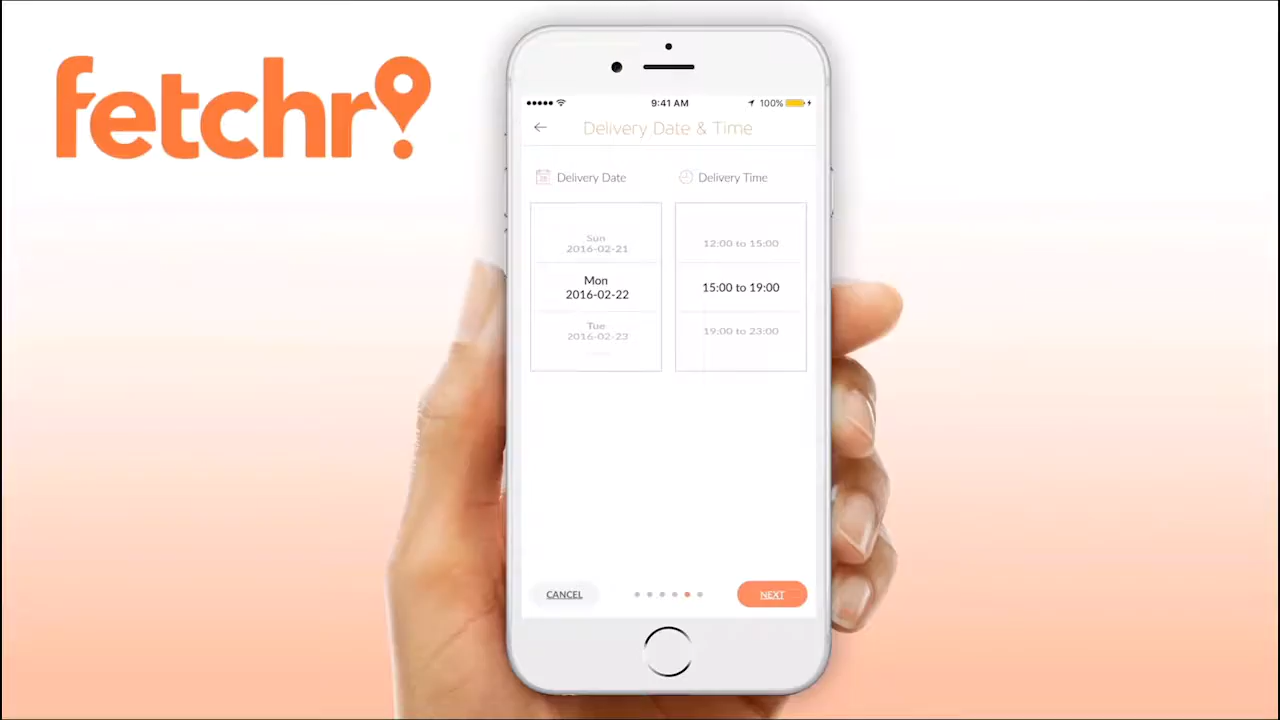 fetchr
9:41 AM
100%
Delivery Date & Time
Delivery Date
Delivery Time
Sun
2016-02-21
12:00 to 15:00
Mon
2016-02-22
15:00 to 19:00
Tue
2016-02-23
19:00 to 23:00
CANCEL
NEXT